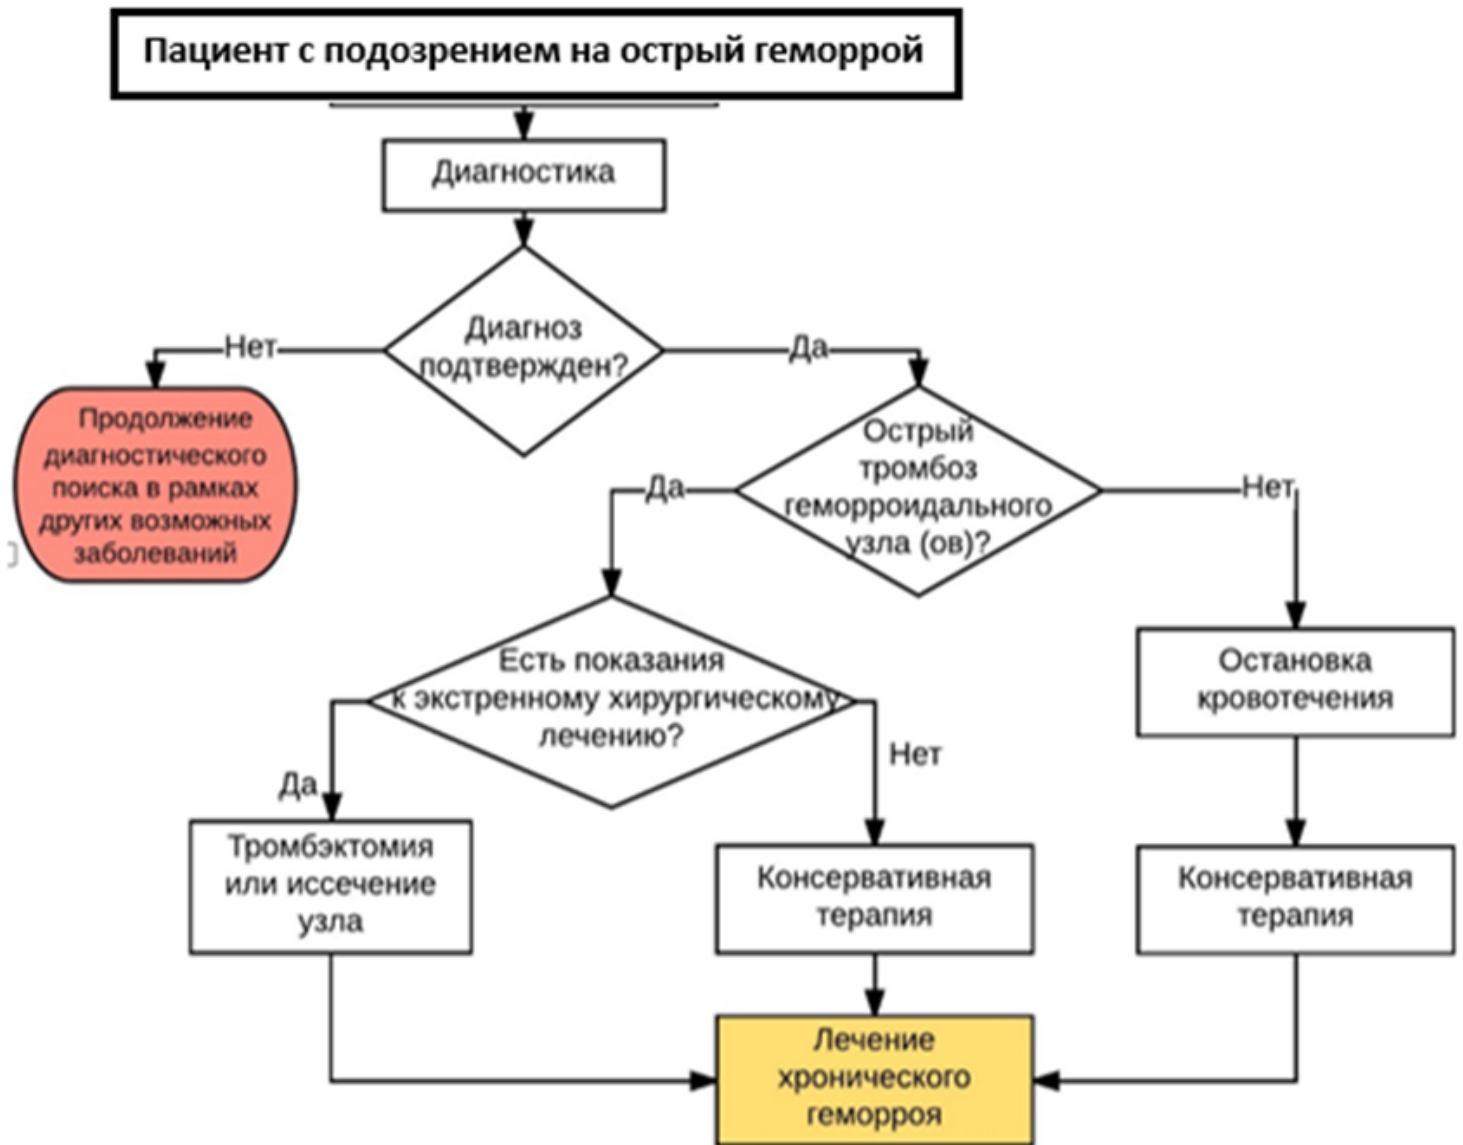 Пациент с подозрением на острый геморрой
Диагностика
Диагноз
подтвержден?
Нет
Да
Продолжение
диагностического
поиска в рамках
других возможных
заболеваний
Острый
тромбоз
геморроидального
узла (ов)?
Да
Нет
Есть показания
к экстренному хирургическому
лечению?
Да
Нет
Остановка
кровотечения
Тромбэктомия
или иссечение
узла
Консервативная
терапия
Консервативная
терапия
Лечение
хронического
геморроя